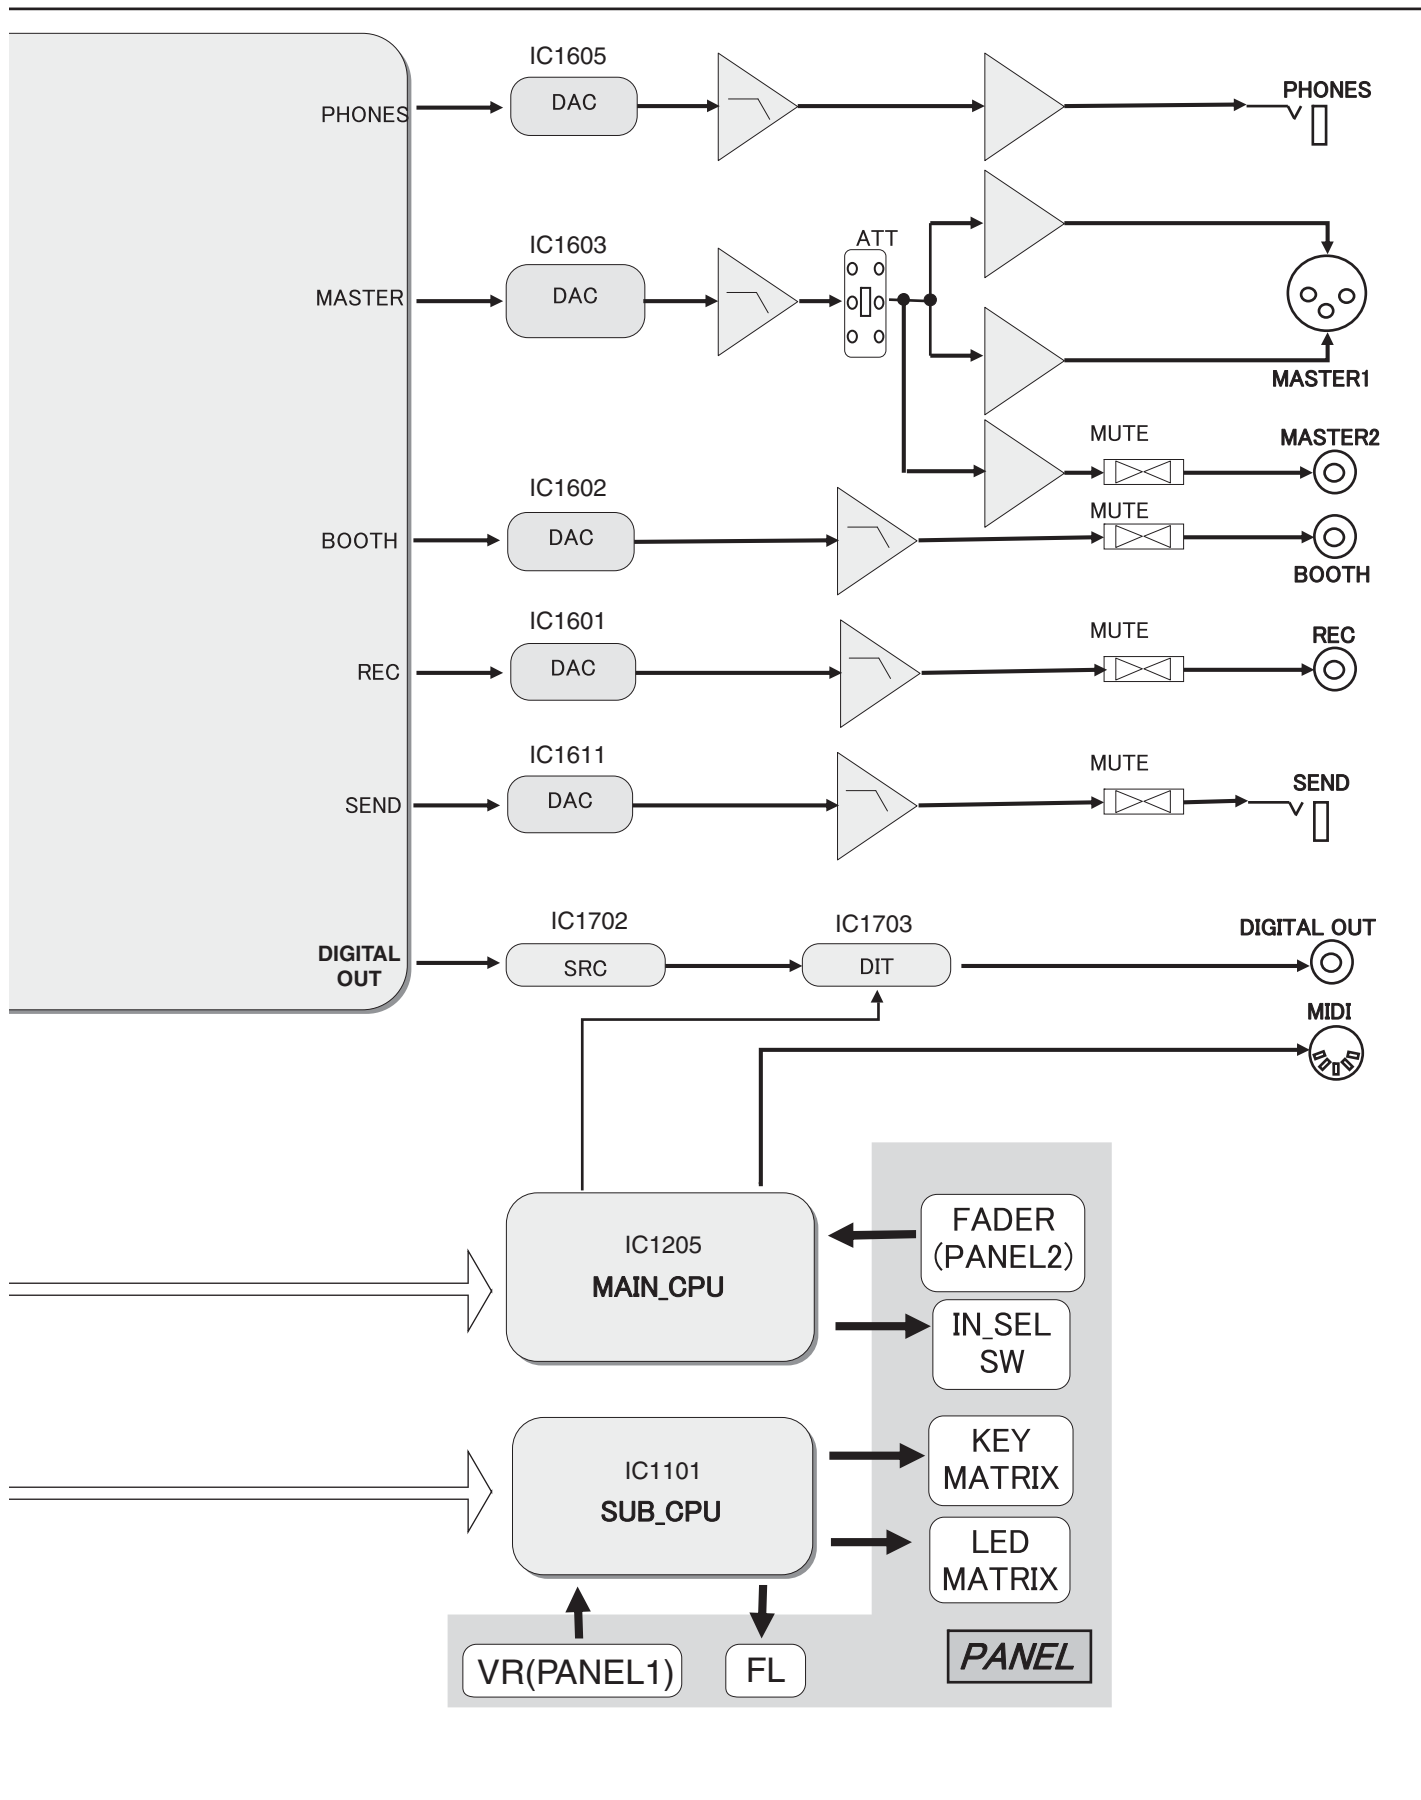 IC1605
DAC
PHONES
PHONES
IC1603
DAC
MASTER
ATT
MASTER1
MUTE
MASTER2
IC1602
DAC
BOOTH
MUTE
BOOTH
IC1601
DAC
REC
MUTE
REC
IC1611
DAC
SEND
MUTE
SEND
IC1702
SRC
IC1703
DIT
DIGITAL
OUT
DIGITAL OUT
MIDI
IC1205
MAIN_CPU
FADER
(PANEL2)
IN_SEL
SW
IC1101
SUB_CPU
KEY
MATRIX
LED
MATRIX
VR(PANEL1)
FL
PANEL